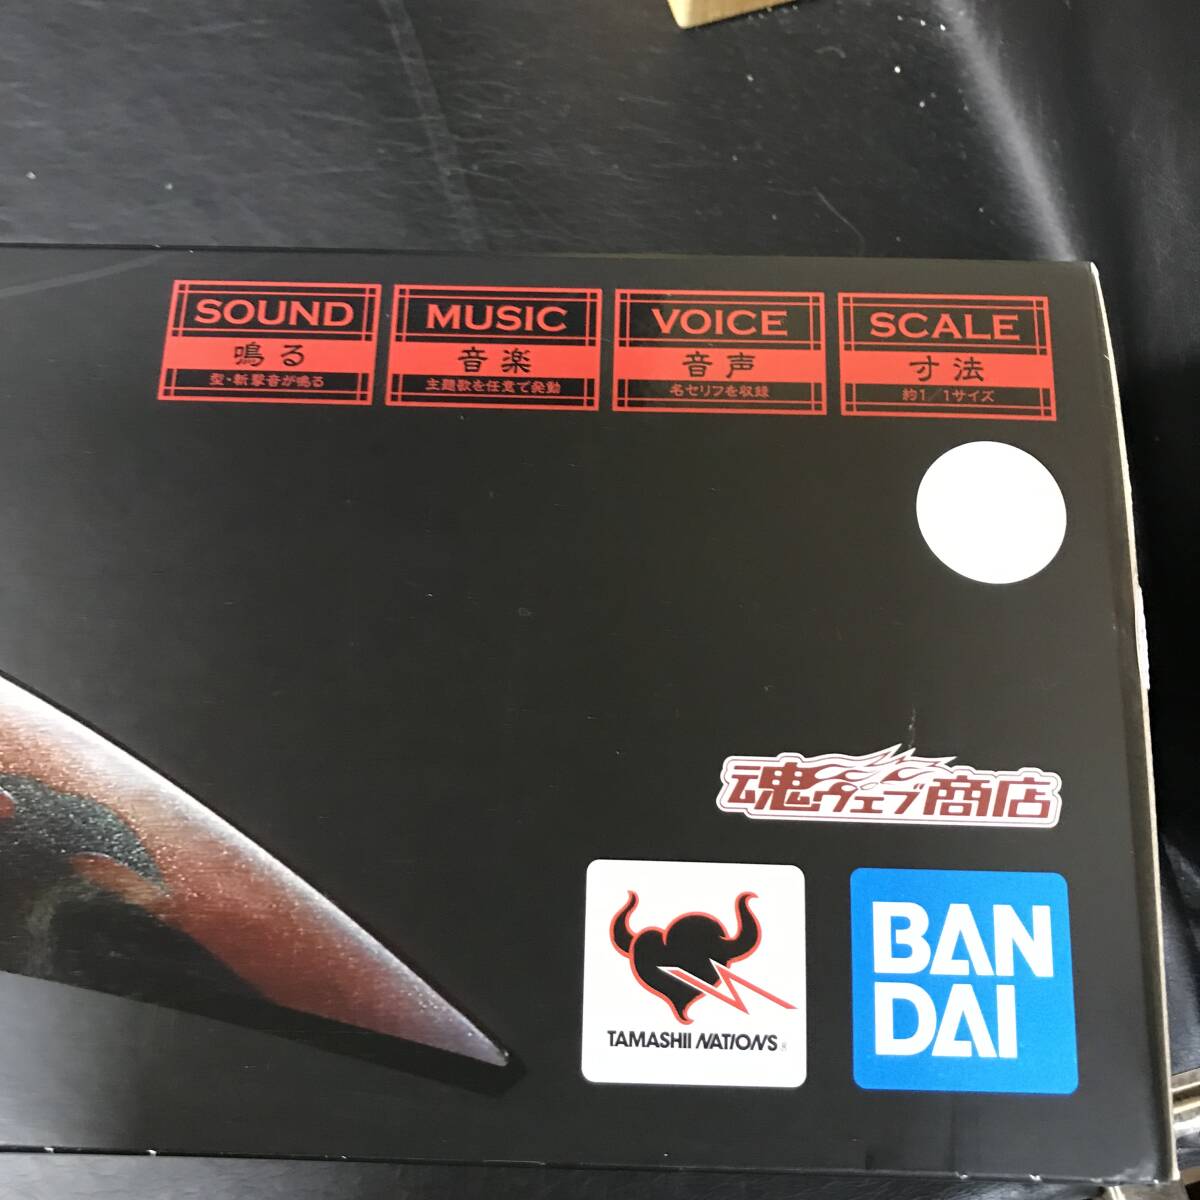 SOUND
鳴る
型・斬撃音が鳴る
MUSIC
音楽
主題歌を任意で発動
VOICE
音声
名セリフを収録
SCALE
寸法
約1/1サイズ
魂ウェブ商店
TAMASHII NATIONS®
BAN
DAI